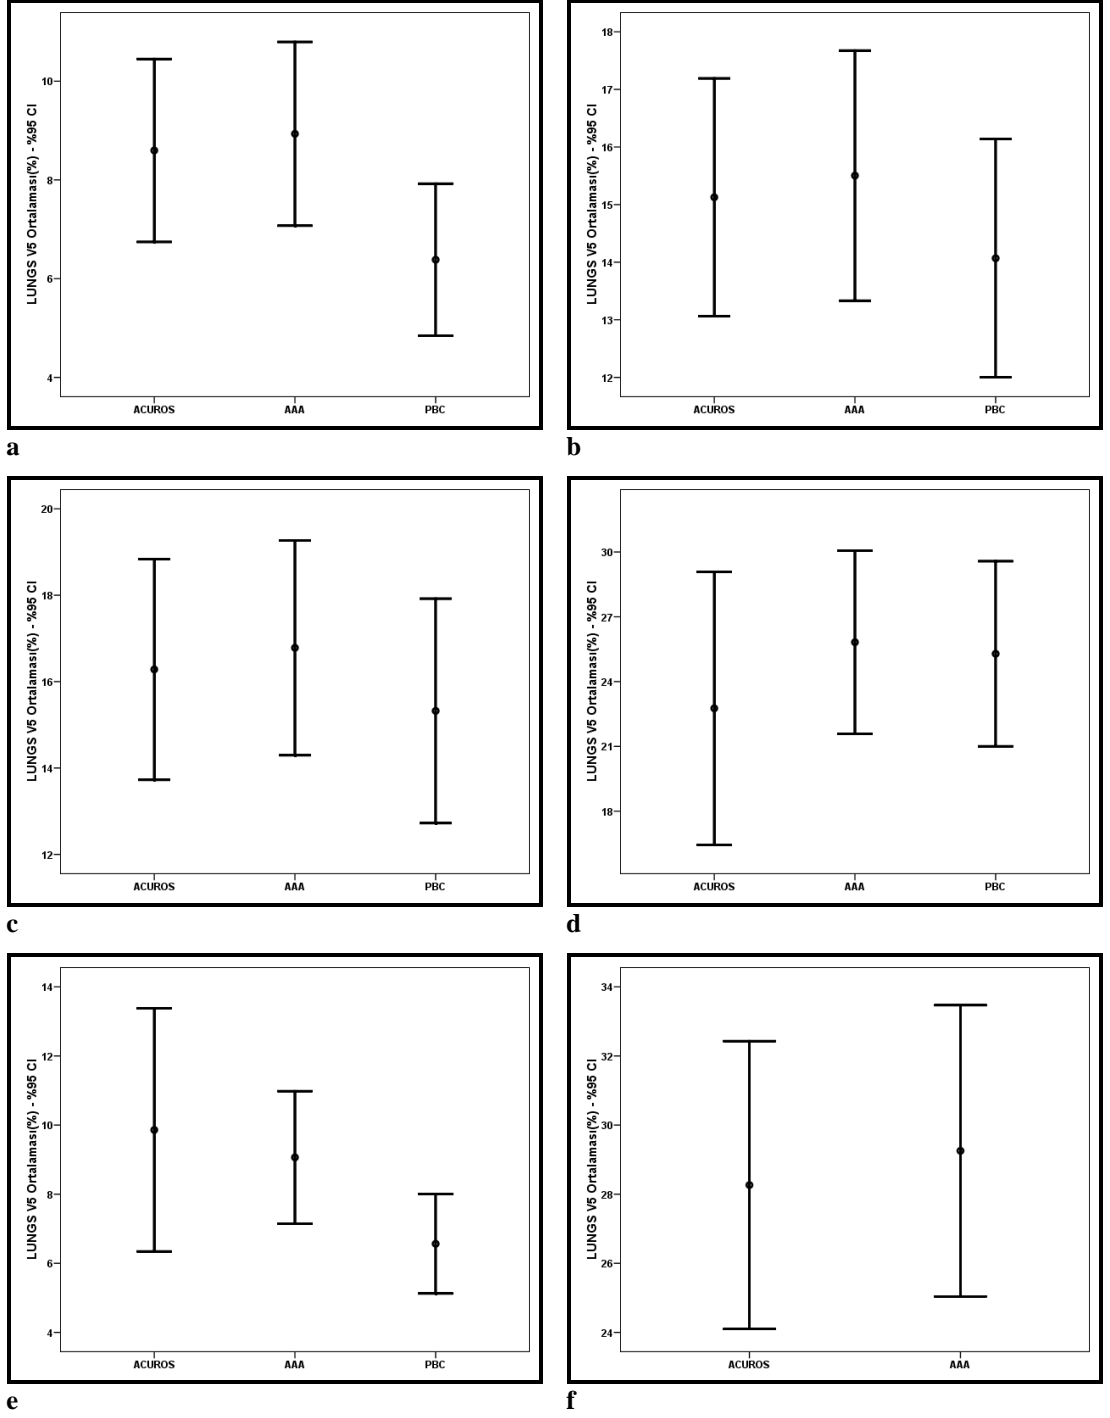 LUNGS V5 Ortalaması(%) - %95 CI
10
8
6
4
ACUROS AAA PBC
a
LUNGS V5 Ortalaması(%) - %95 CI
18
17
16
15
14
13
12
ACUROS AAA PBC
b
LUNGS V5 Ortalaması(%) - %95 CI
20
18
16
14
12
ACUROS AAA PBC
c
LUNGS V5 Ortalaması(%) - %95 CI
30
27
24
21
18
ACUROS AAA PBC
d
LUNGS V5 Ortalaması(%) - %95 CI
14
12
10
8
6
4
ACUROS AAA PBC
e
LUNGS V5 Ortalaması(%) - %95 CI
34
32
30
28
26
24
ACUROS AAA
f